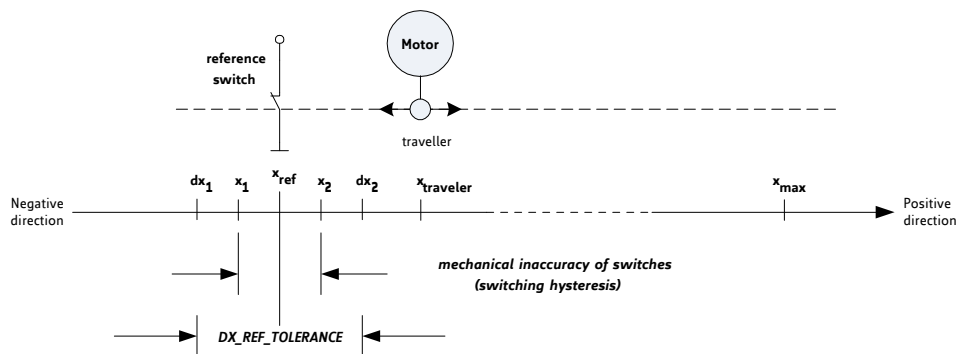 Motor
reference
switch
traveller
dx1 x1 xref x2 dx2 xtraveler xmax
Negative
direction
Positive
direction
mechanical inaccuracy of switches
(switching hysteresis)
DX_REF_TOLERANCE